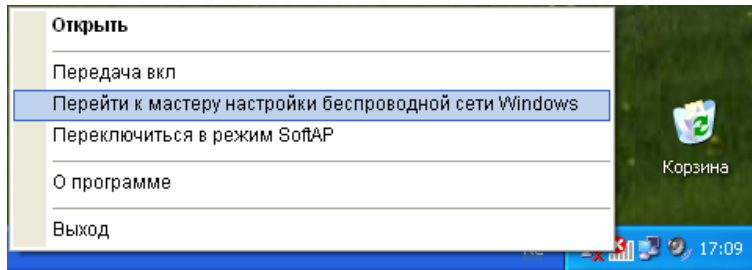 Открыть
Передача вкл
Перейти к мастеру настройки беспроводной сети Windows
Переключиться в режим SoftAP
О программе
Выход
Корзина
17:09